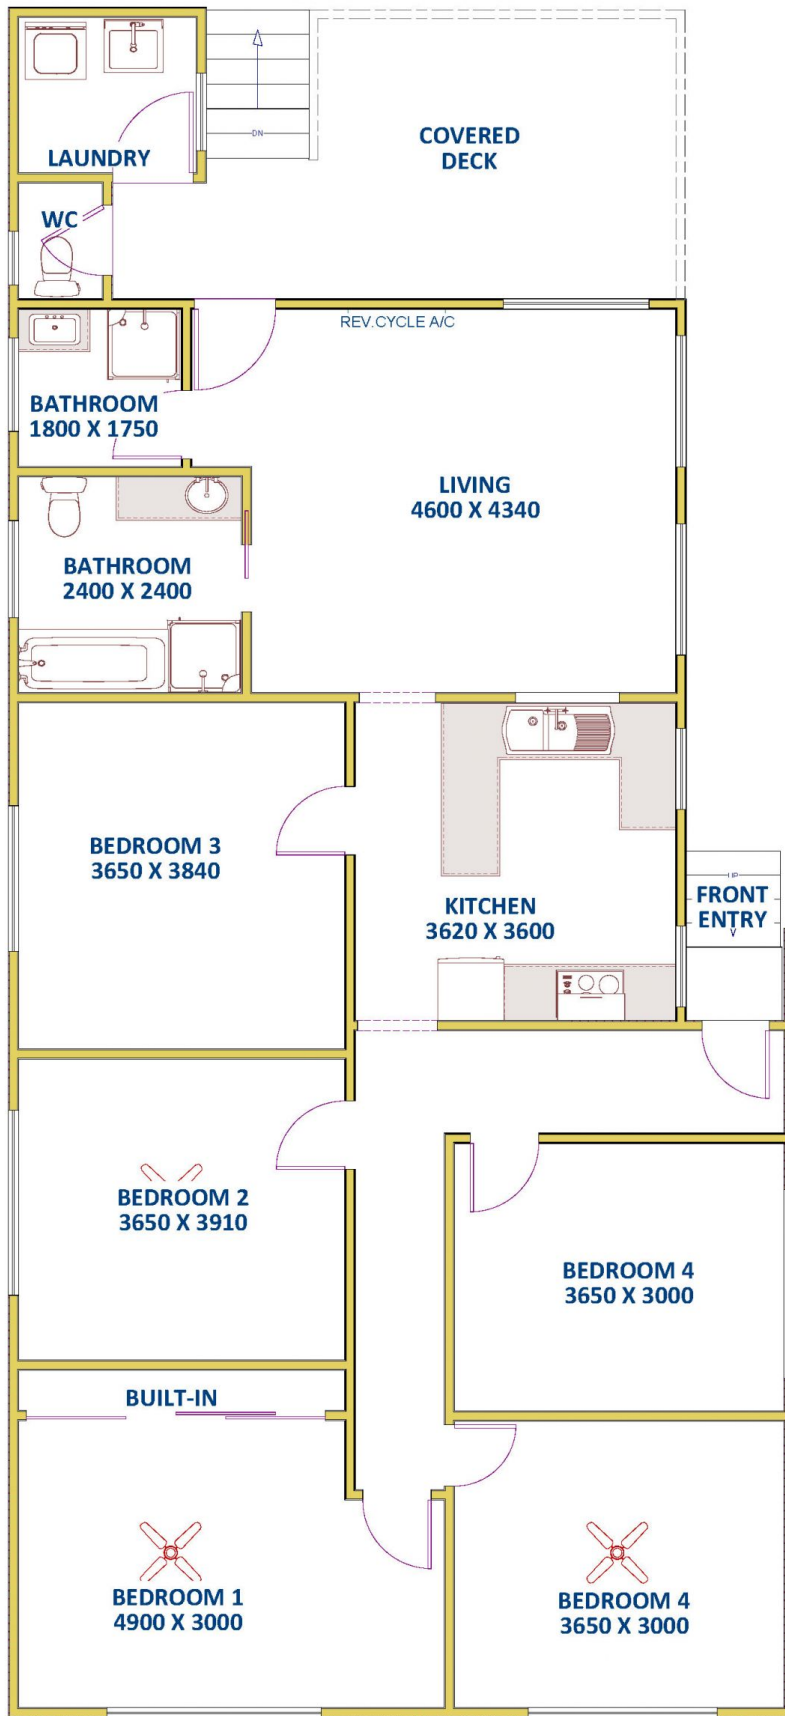 LAUNDRY
DN
COVERED
DECK
WC
REV.CYCLE A/C
BATHROOM
1800 X 1750
LIVING
4600 X 4340
BATHROOM
2400 X 2400
BEDROOM 3
3650 X 3840
KITCHEN
3620 X 3600
UP
FRONT
ENTRY
BEDROOM 2
3650 X 3910
BEDROOM 4
3650 X 3000
BUILT-IN
BEDROOM 1
4900 X 3000
BEDROOM 4
3650 X 3000